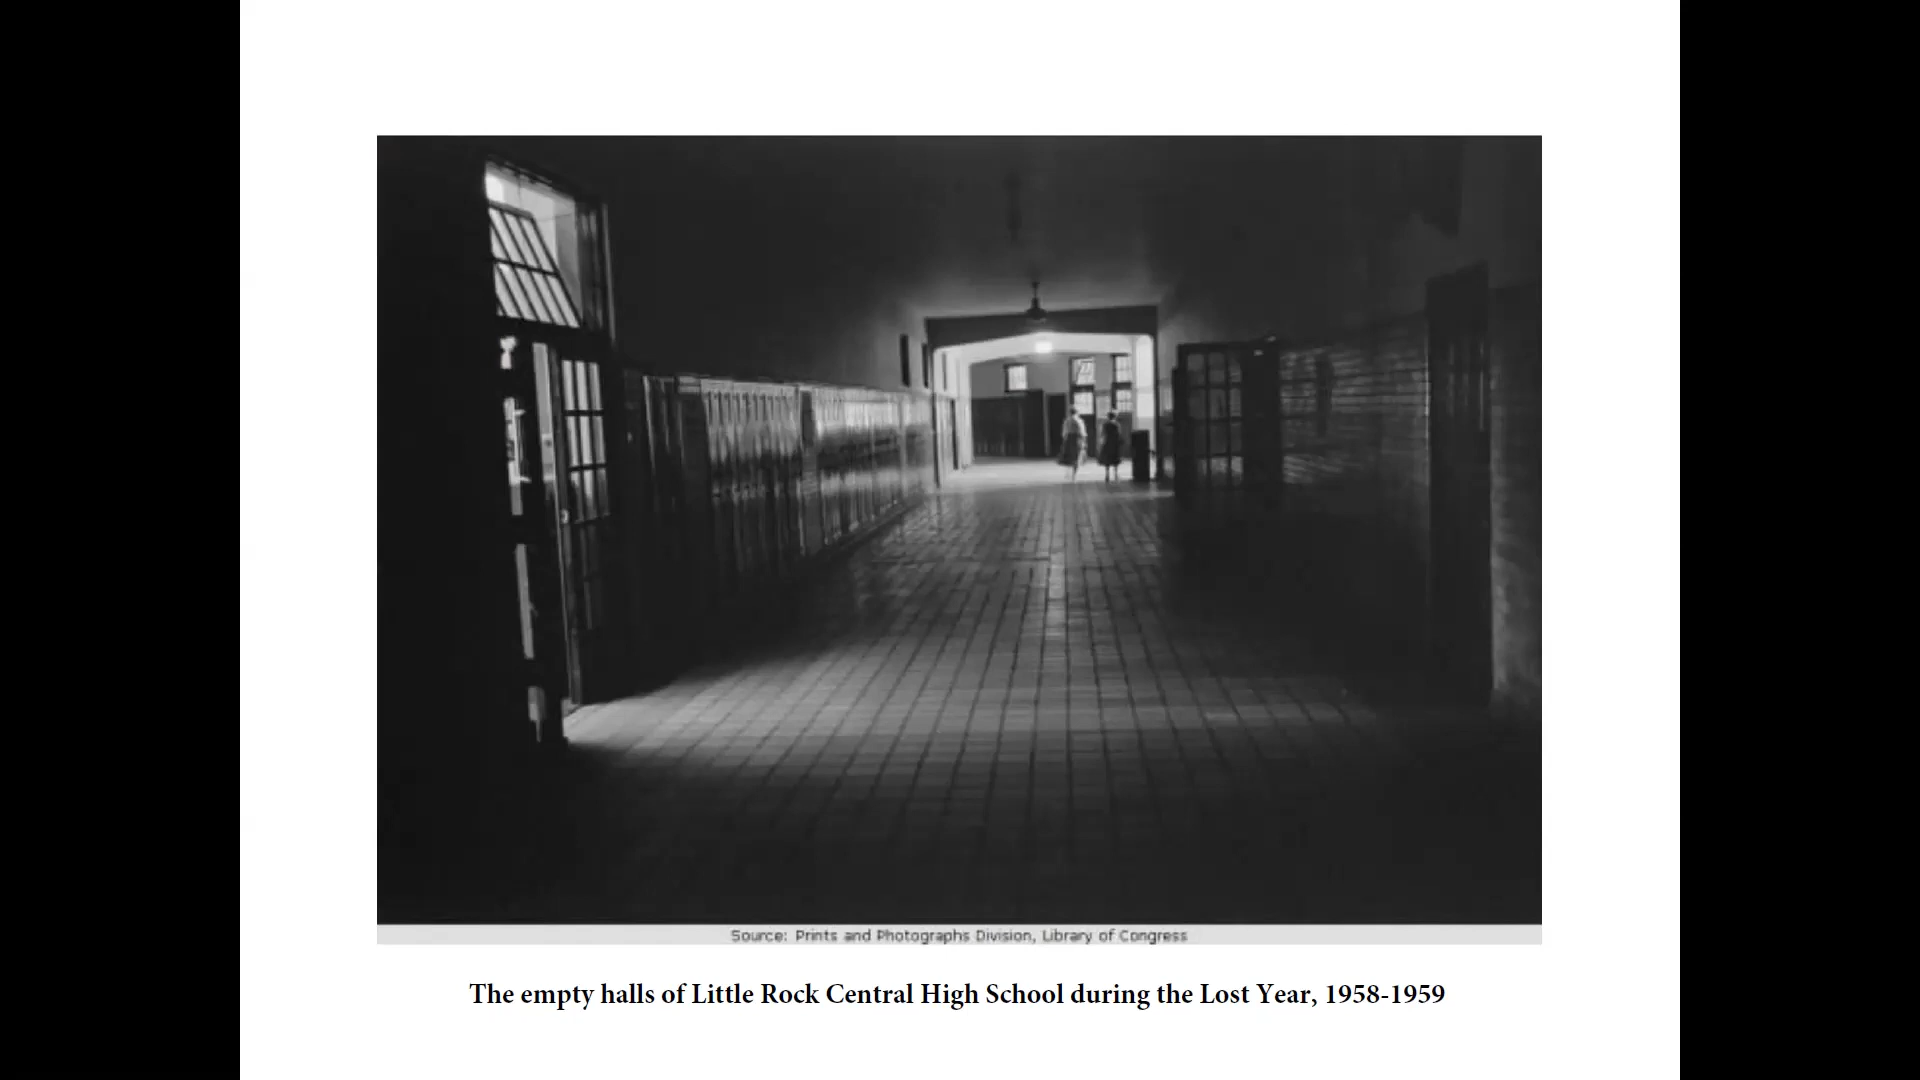 Source: Prints and Photographs Division, Library of Congress
The empty halls of Little Rock Central High School during the Lost Year, 1958-1959